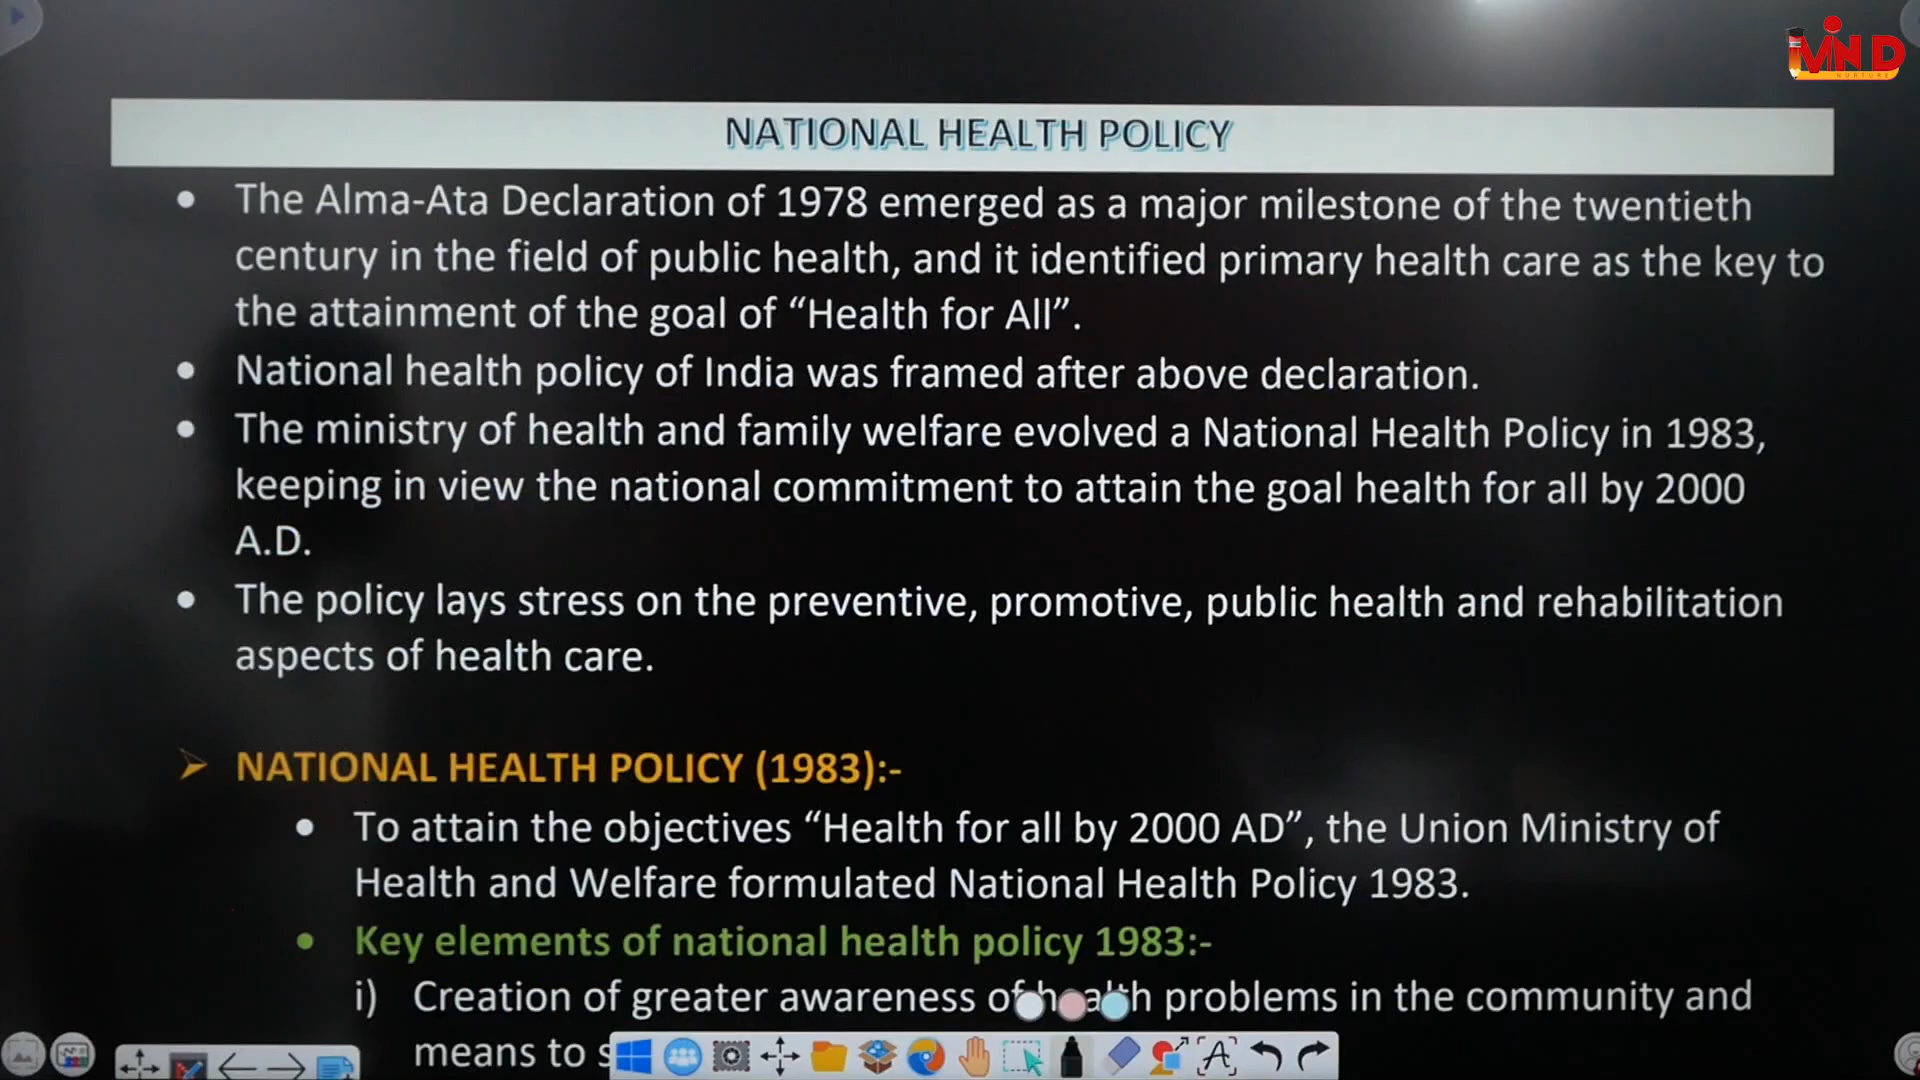 MIND
NURTURE
NATIONAL HEALTH POLICY
• The Alma-Ata Declaration of 1978 emerged as a major milestone of the twentieth
century in the field of public health, and it identified primary health care as the key to
the attainment of the goal of “Health for All”.
• National health policy of India was framed after above declaration.
• The ministry of health and family welfare evolved a National Health Policy in 1983,
keeping in view the national commitment to attain the goal health for all by 2000
A.D.
• The policy lays stress on the preventive, promotive, public health and rehabilitation
aspects of health care.
➢ NATIONAL HEALTH POLICY (1983):-
• To attain the objectives “Health for all by 2000 AD”, the Union Ministry of
Health and Welfare formulated National Health Policy 1983.
• Key elements of national health policy 1983:-
i) Creation of greater awareness of health problems in the community and
means to